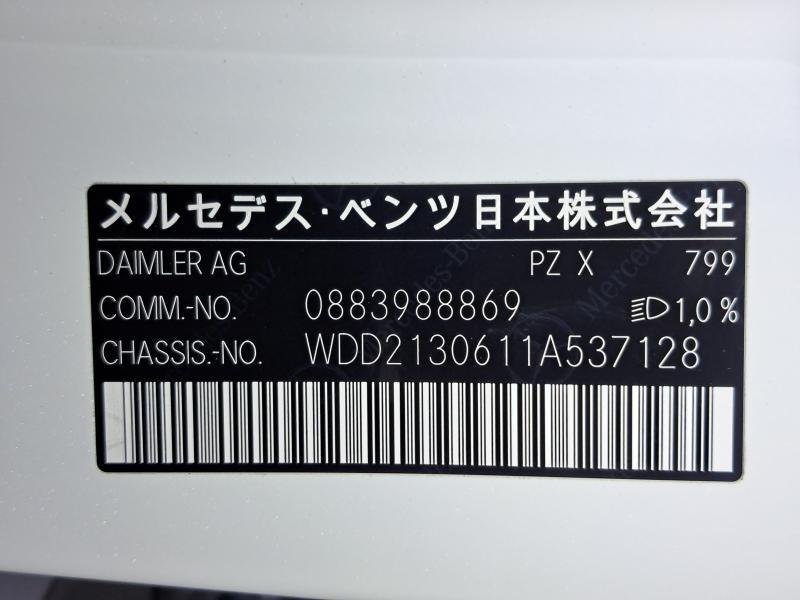 メルセデス・ベンツ日本株式会社
DAIMLER AG PZ X 799
COMM.-NO. 0883988869 1,0 %
CHASSIS.-NO. WDD2130611A537128